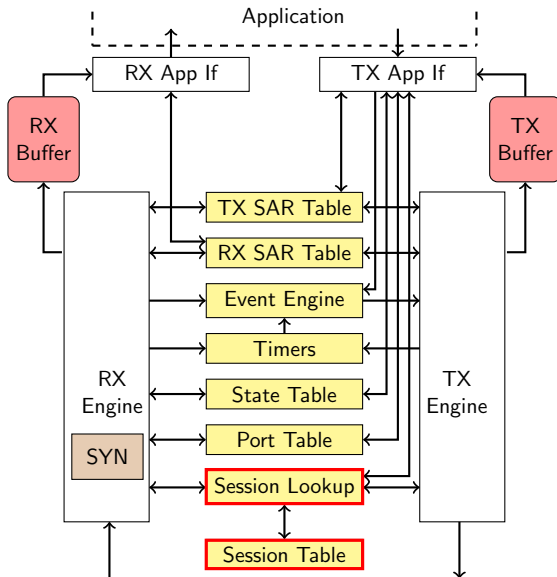 Application
RX App If
TX App If
RX
Buffer
TX
Buffer
TX SAR Table
RX SAR Table
Event Engine
Timers
RX
Engine
State Table
TX
Engine
Port Table
SYN
Session Lookup
Session Table